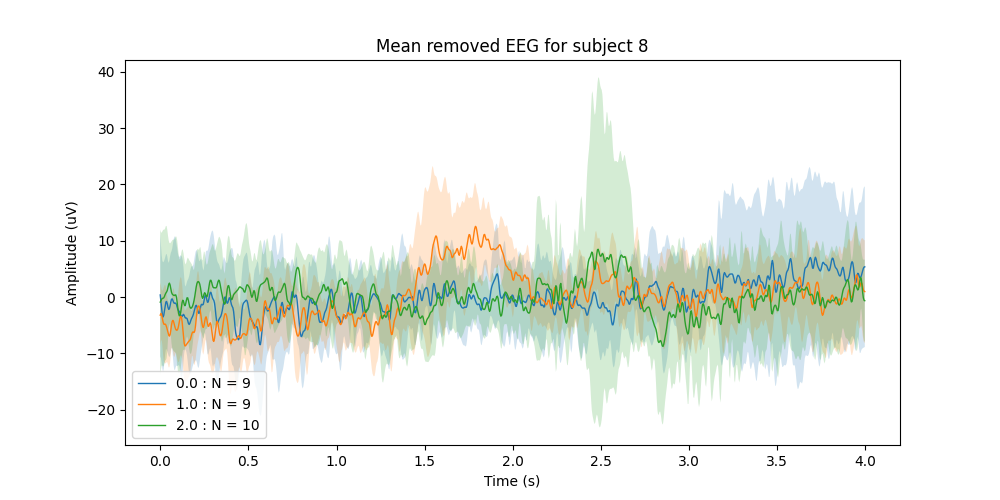 Mean removed EEG for subject 8
Amplitude (uV)
40
30
20
10
0
−10
−20
0.0 : N = 9
1.0 : N = 9
2.0 : N = 10
0.0 0.5 1.0 1.5 2.0 2.5 3.0 3.5 4.0
Time (s)